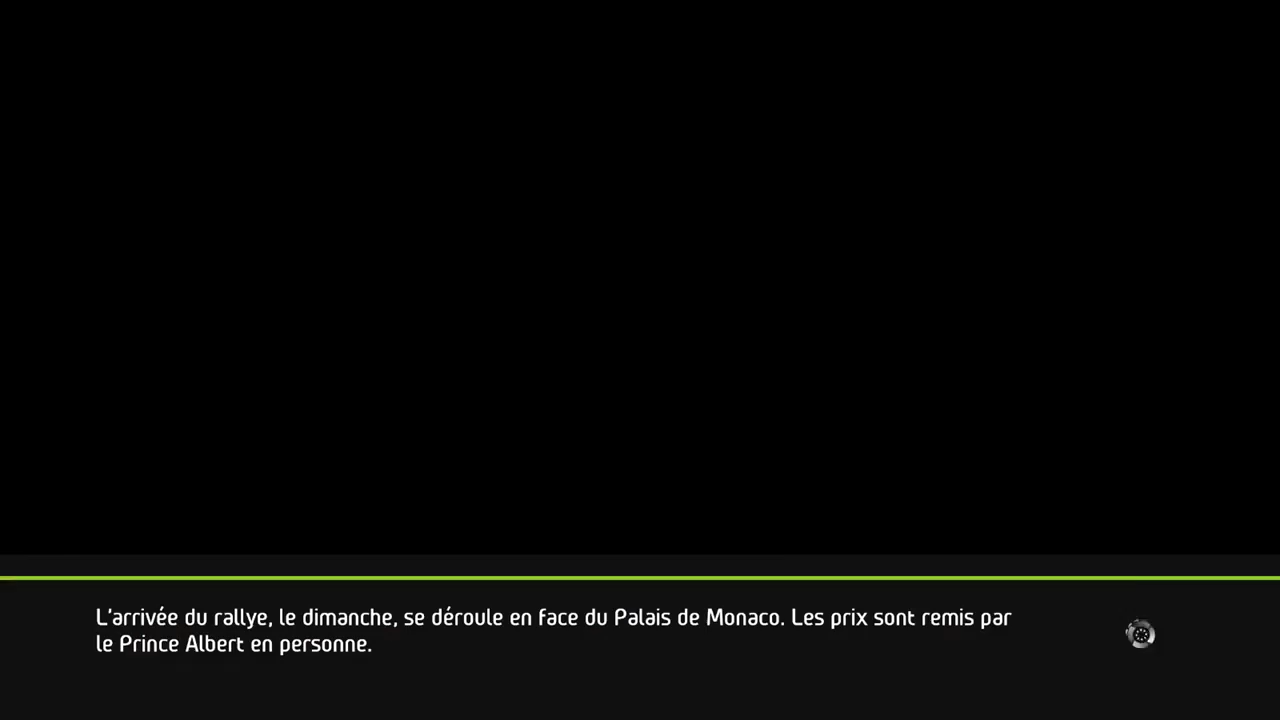 L'arrivée du rallye, le dimanche, se déroule en face du Palais de Monaco. Les prix sont remis par
le Prince Albert en personne.